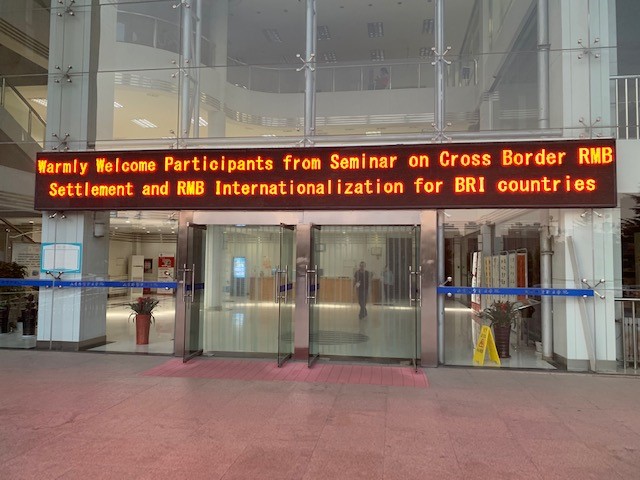 Warmly Welcome Participants from Seminar on Cross Border RMB
Settlement and RMB Internationalization for BRI countries